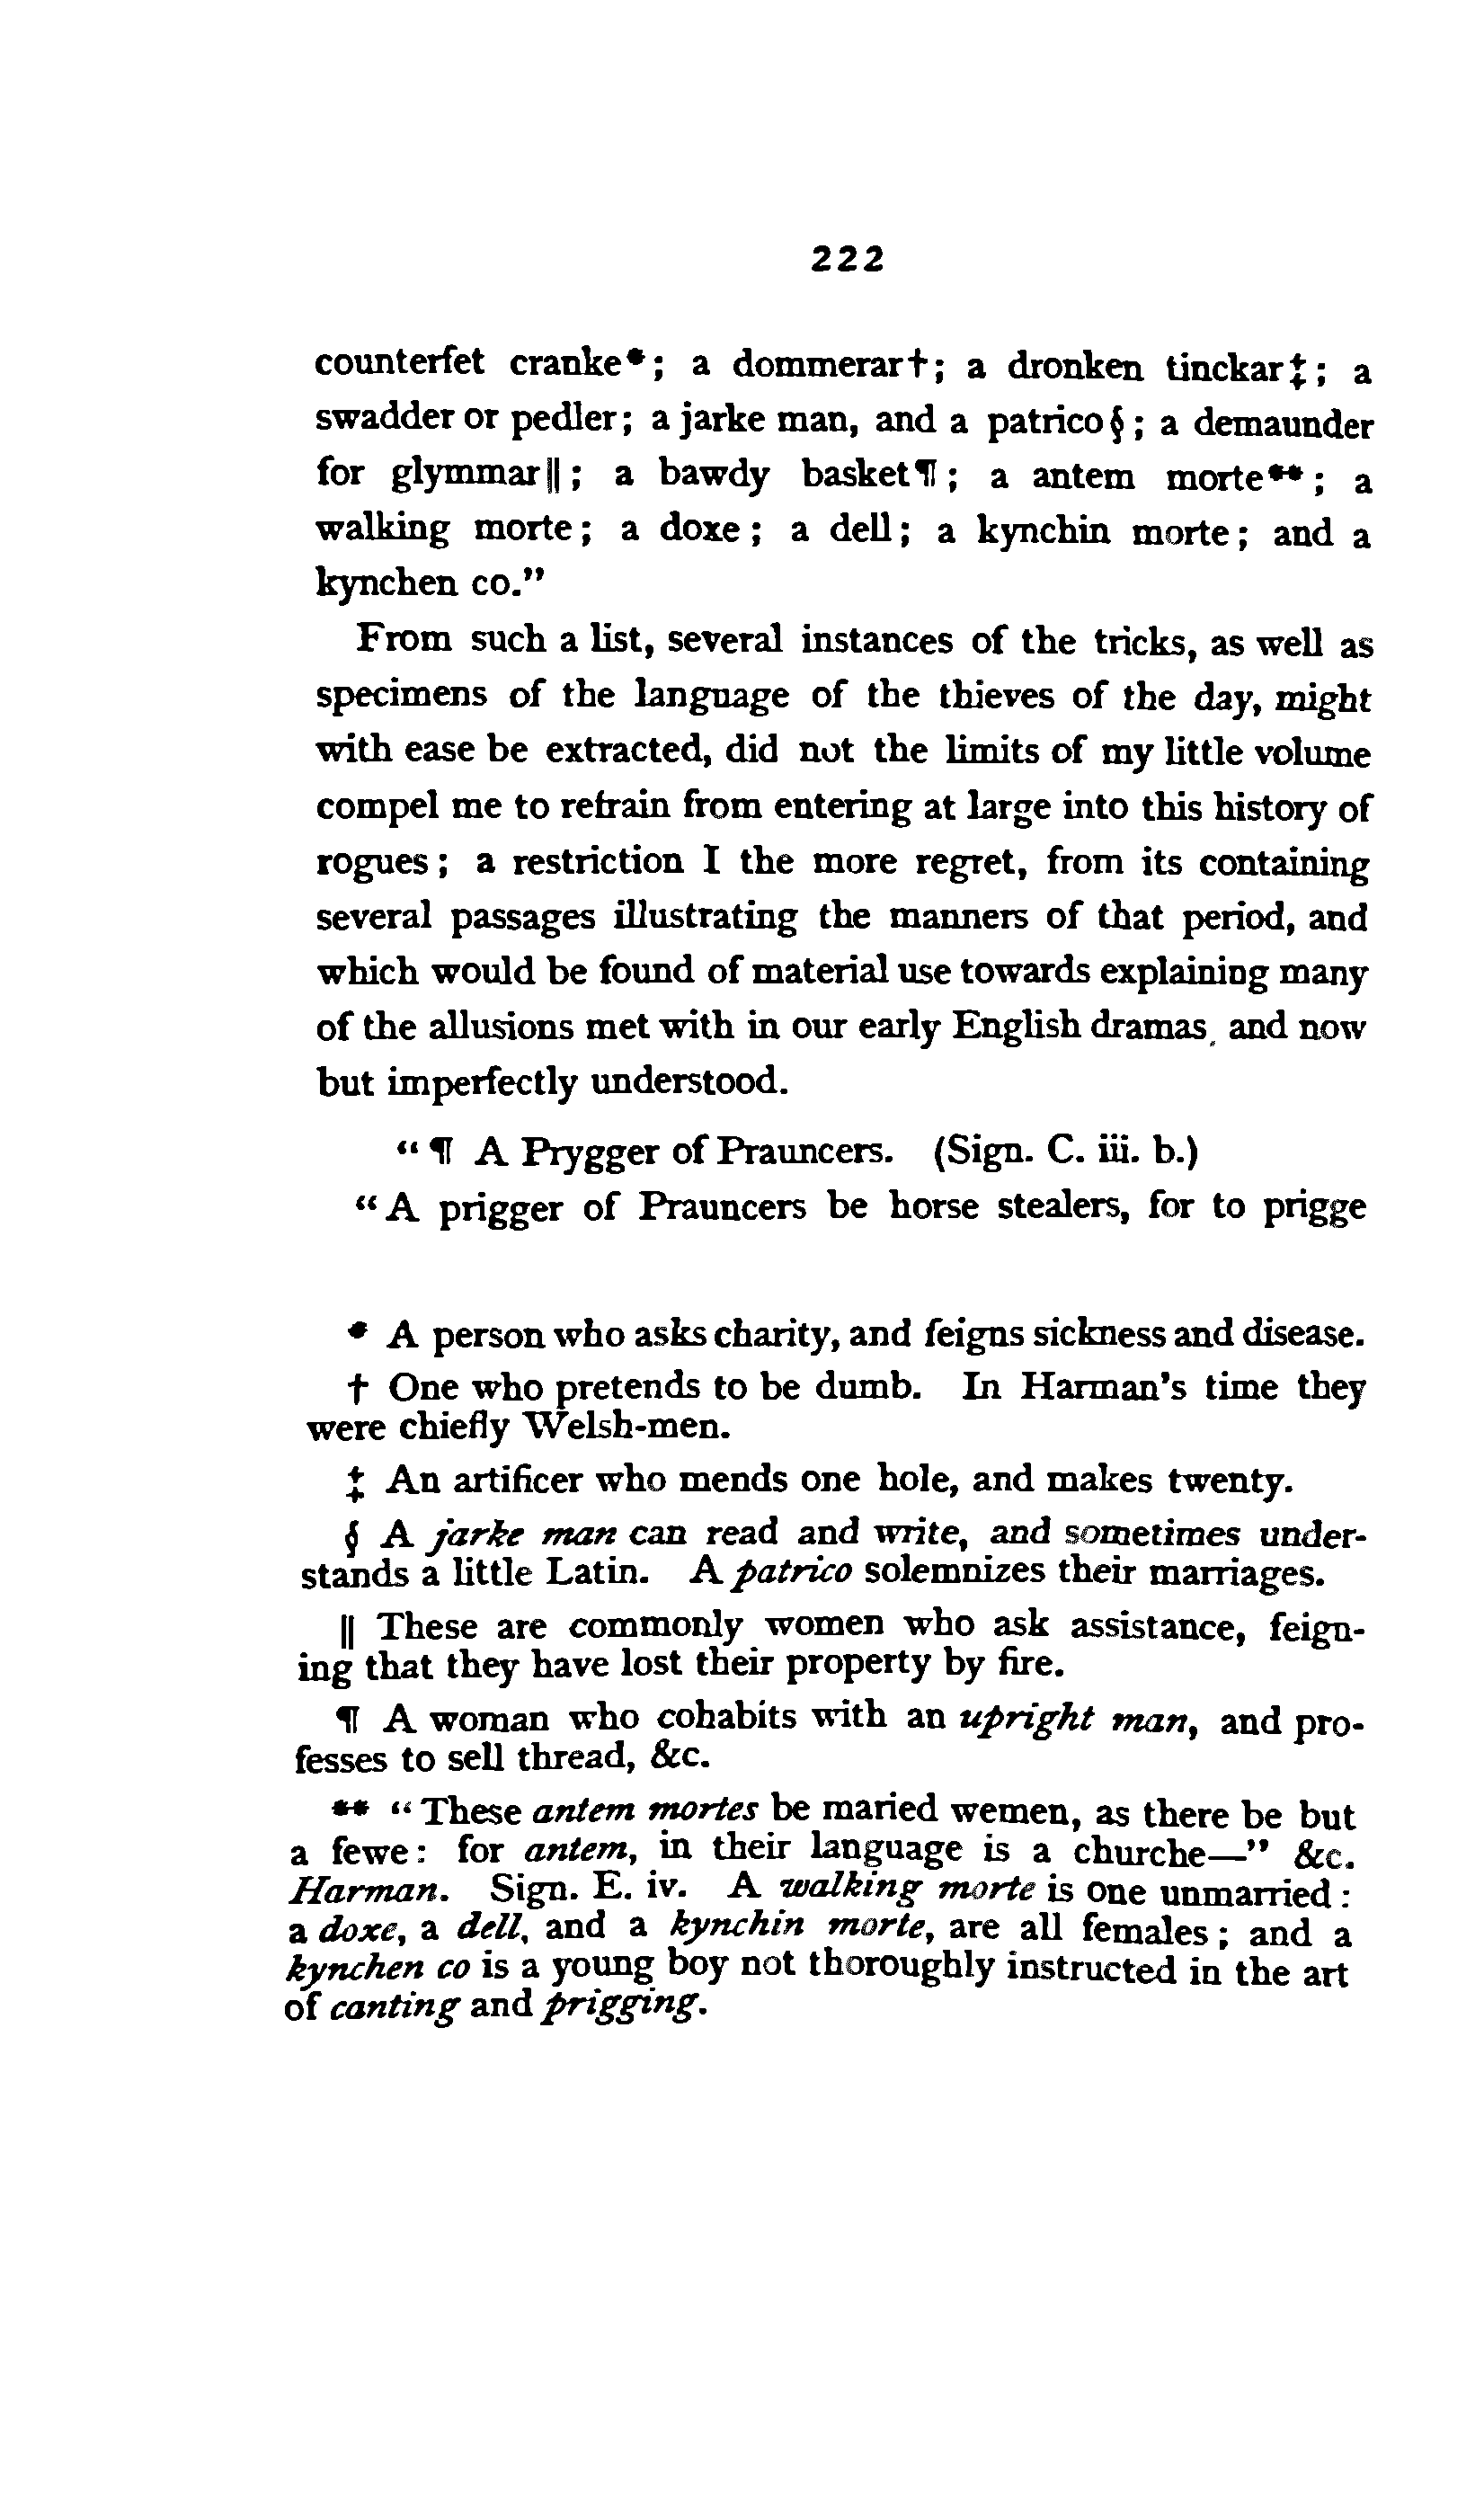 222
counterfet cranke*; a dommerar†; a dronken tinckar‡; a
swadder or pedler; a jarke man, and a patrico§; a demaunder
for glymmar||; a bawdy basket¶; a antem morte**; a
walking morte; a doxe; a dell; a kynchin morte; and a
kynchen co.”
From such a list, several instances of the tricks, as well as
specimens of the language of the thieves of the day, might
with ease be extracted, did not the limits of my little volume
compel me to refrain from entering at large into this history of
rogues; a restriction I the more regret, from its containing
several passages illustrating the manners of that period, and
which would be found of material use towards explaining many
of the allusions met with in our early English dramas, and now
but imperfectly understood.
“ ¶ A Prygger of Prauncers. (Sign. C. iii. b.)
“A prigger of Prauncers be horse stealers, for to prigge
* A person who asks charity, and feigns sickness and disease.
† One who pretends to be dumb. In Harman's time they
were chiefly Welsh-men.
‡ An artificer who mends one hole, and makes twenty.
§ A jarke man can read and write, and sometimes under-
stands a little Latin. A patrico solemnizes their marriages.
|| These are commonly women who ask assistance, feign-
ing that they have lost their property by fire.
¶ A woman who cohabits with an upright man, and pro-
fesses to sell thread, &c.
** “These antem mortes be maried wemen, as there be but
a fewe: for antem, in their language is a churche—” &c.
Harman. Sign. E. iv. A walking morte is one unmarried:
a doxe, a dell, and a kynchin morte, are all females; and a
kynchen co is a young boy not thoroughly instructed in the art
of canting and prigging.